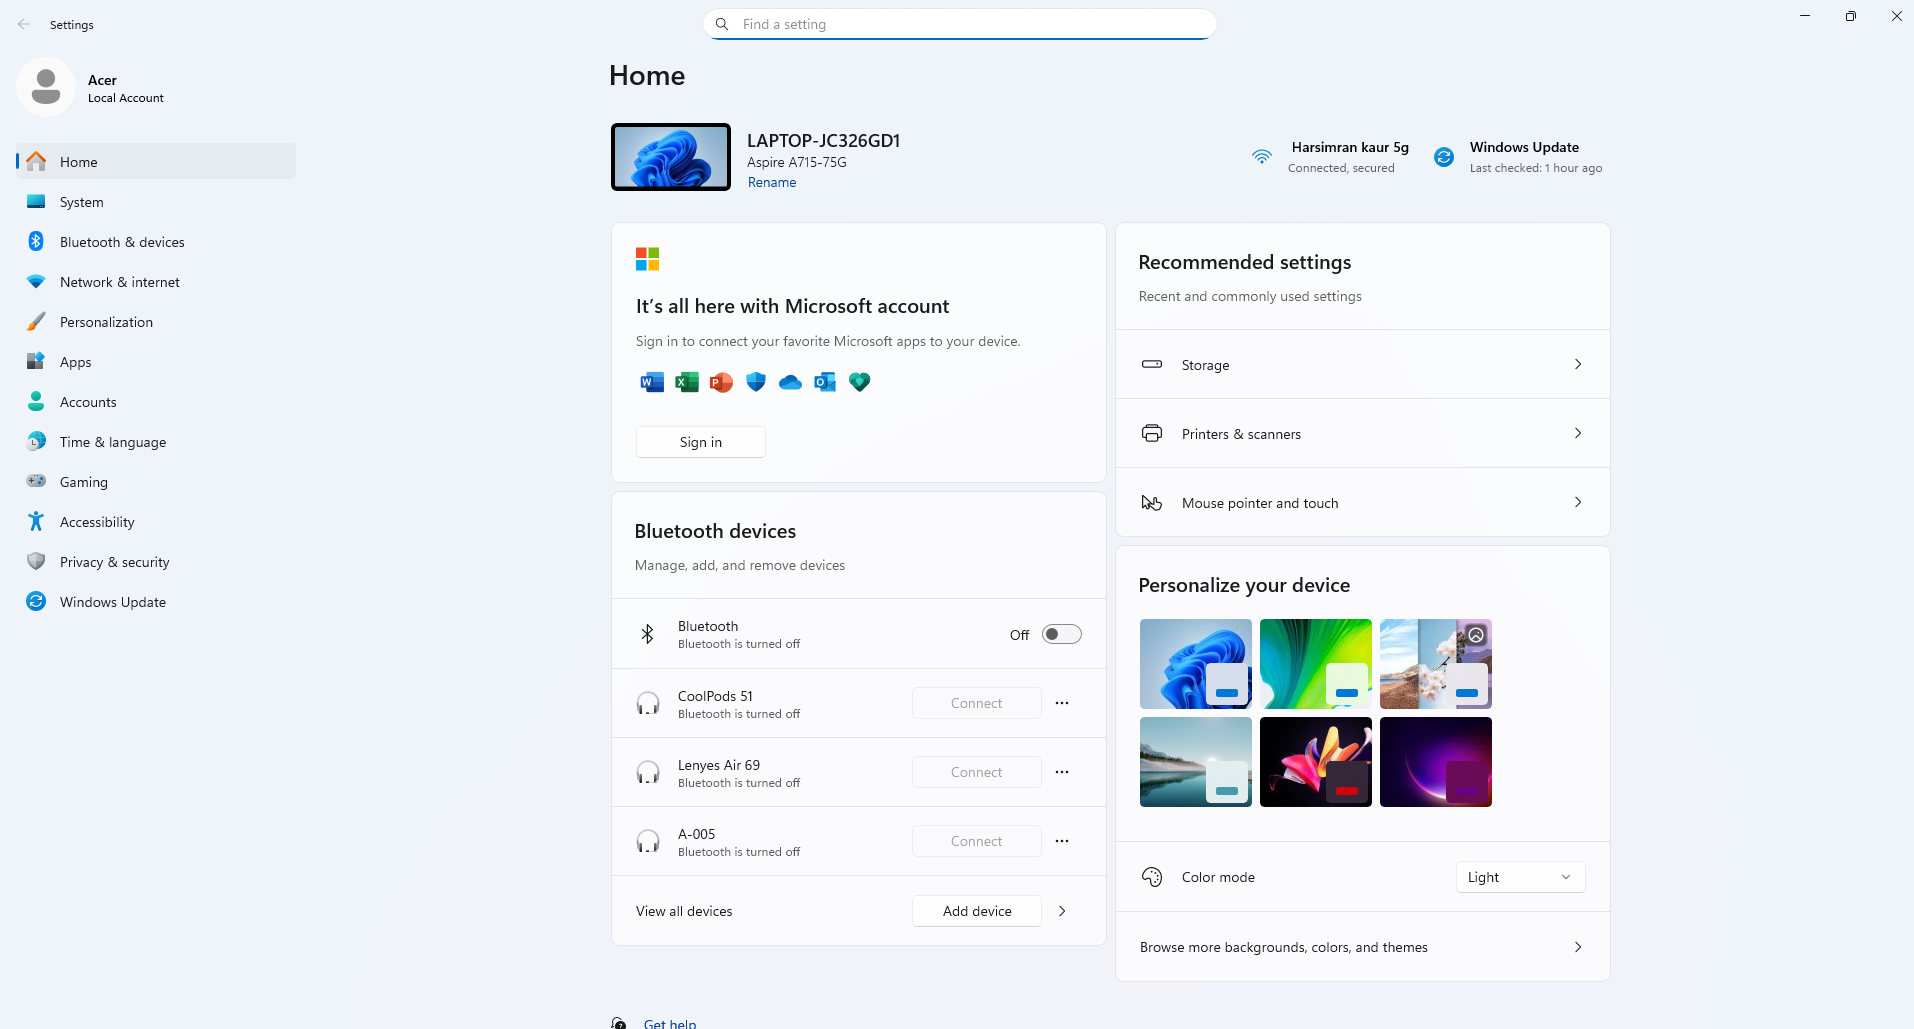 Settings
Find a setting
Acer
Local Account
Home
System
Bluetooth & devices
Network & internet
Personalization
Apps
Accounts
Time & language
Gaming
Accessibility
Privacy & security
Windows Update
Home
LAPTOP-JC326GD1
Aspire A715-75G
Rename
Harsimran kaur 5g
Connected, secured
Windows Update
Last checked: 1 hour ago
It's all here with Microsoft account
Sign in to connect your favorite Microsoft apps to your device.
Sign in
Bluetooth devices
Manage, add, and remove devices
Bluetooth
Bluetooth is turned off
Off
CoolPods 51
Bluetooth is turned off
Connect
Lenyes Air 69
Bluetooth is turned off
Connect
A-005
Bluetooth is turned off
Connect
View all devices
Add device
Get help
Recommended settings
Recent and commonly used settings
Storage
Printers & scanners
Mouse pointer and touch
Personalize your device
Color mode
Light
Browse more backgrounds, colors, and themes